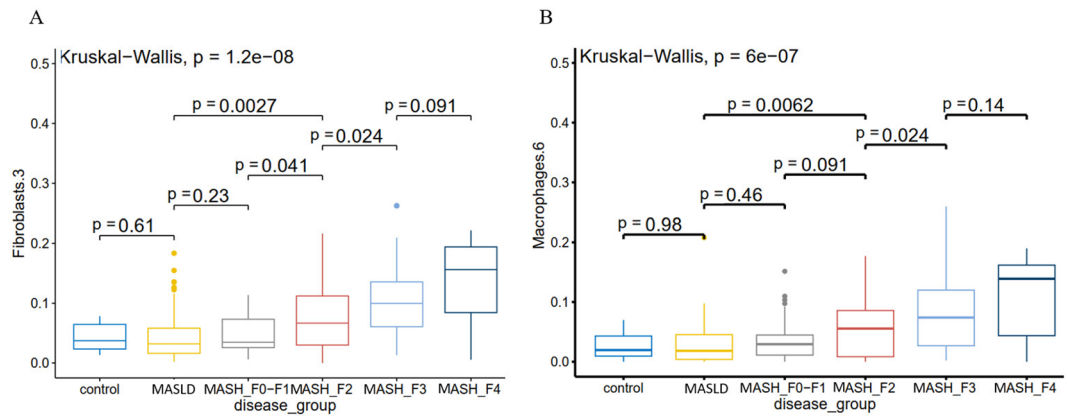 A
Kruskal−Wallis, p = 1.2e−08
0.5
0.4
0.3
0.2
0.1
0.0
Fibroblasts.3
p = 0.61
p = 0.23
p = 0.0027
p = 0.041
p = 0.024
p = 0.091
control
MASLD
MASH_F0−F1
MASH_F2
MASH_F3
MASH_F4
disease_group
B
Kruskal−Wallis, p = 6e−07
0.5
0.4
0.3
0.2
0.1
0.0
Macrophages.6
p = 0.98
p = 0.46
p = 0.0062
p = 0.091
p = 0.024
p = 0.14
control
MASLD
MASH_F0−F1
MASH_F2
MASH_F3
MASH_F4
disease_group